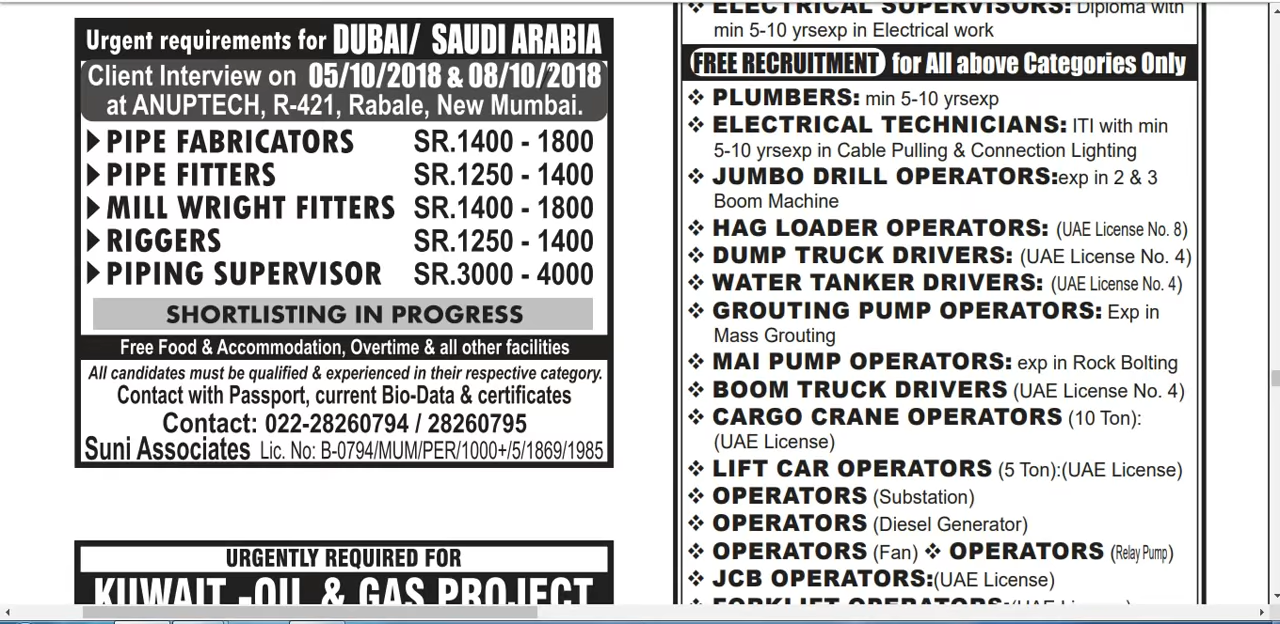 Urgent requirements for DUBAI/ SAUDI ARABIA
Client Interview on 05/10/2018 & 08/10/2018
at ANUPTECH, R-421, Rabale, New Mumbai.
PIPE FABRICATORS SR.1400 - 1800
PIPE FITTERS SR.1250 - 1400
MILL WRIGHT FITTERS SR.1400 - 1800
RIGGERS SR.1250 - 1400
PIPING SUPERVISOR SR.3000 - 4000
SHORTLISTING IN PROGRESS
Free Food & Accommodation, Overtime & all other facilities
All candidates must be qualified & experienced in their respective category.
Contact with Passport, current Bio-Data & certificates
Contact: 022-28260794 / 28260795
Suni Associates Lic. No: B-0794/MUM/PER/1000+/5/1869/1985
URGENTLY REQUIRED FOR
KUWAIT -OIL & GAS PROJECT
ELECTRICAL SUPERVISORS: Diploma with
min 5-10 yrsexp in Electrical work
FREE RECRUITMENT for All above Categories Only
❖ PLUMBERS: min 5-10 yrsexp
❖ ELECTRICAL TECHNICIANS: ITI with min
5-10 yrsexp in Cable Pulling & Connection Lighting
❖ JUMBO DRILL OPERATORS:exp in 2 & 3
Boom Machine
❖ HAG LOADER OPERATORS: (UAE License No. 8)
❖ DUMP TRUCK DRIVERS: (UAE License No. 4)
❖ WATER TANKER DRIVERS: (UAE License No. 4)
❖ GROUTING PUMP OPERATORS: Exp in
Mass Grouting
❖ MAI PUMP OPERATORS: exp in Rock Bolting
❖ BOOM TRUCK DRIVERS (UAE License No. 4)
❖ CARGO CRANE OPERATORS (10 Ton):
(UAE License)
❖ LIFT CAR OPERATORS (5 Ton):(UAE License)
❖ OPERATORS (Substation)
❖ OPERATORS (Diesel Generator)
❖ OPERATORS (Fan) ❖ OPERATORS (Relay Pump)
❖ JCB OPERATORS:(UAE License)
FORKLIFT OPERATORS:(UAE License)